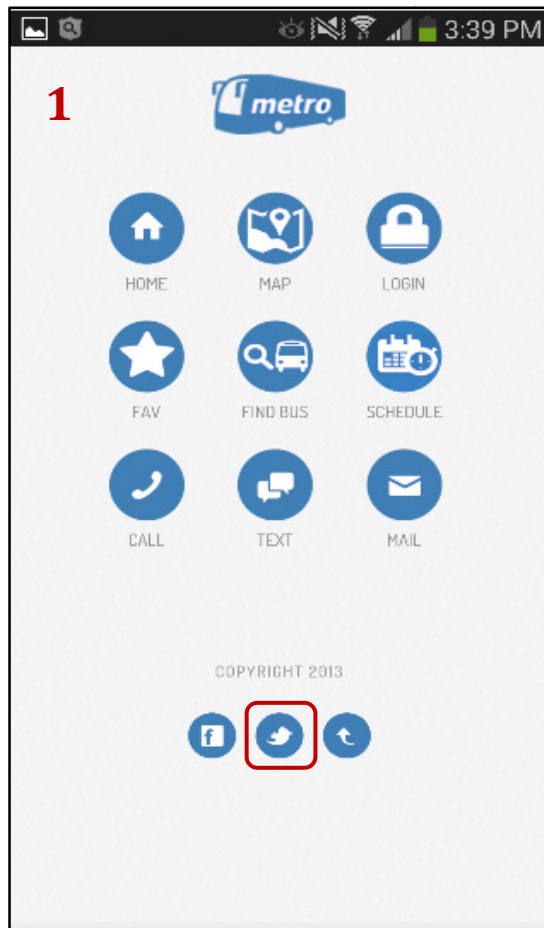 3:39 PM
1
metro
HOME MAP LOGIN
FAV FIND BUS SCHEDULE
CALL TEXT MAIL
COPYRIGHT 2013
f